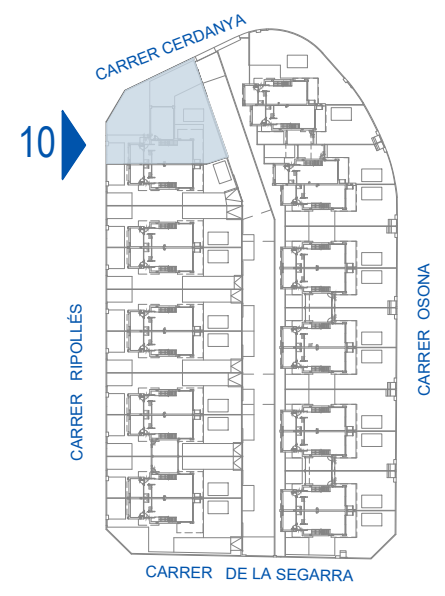 CARRER CERDANYA
10
CARRER RIPOLLÉS
CARRER OSONA
CARRER DE LA SEGARRA